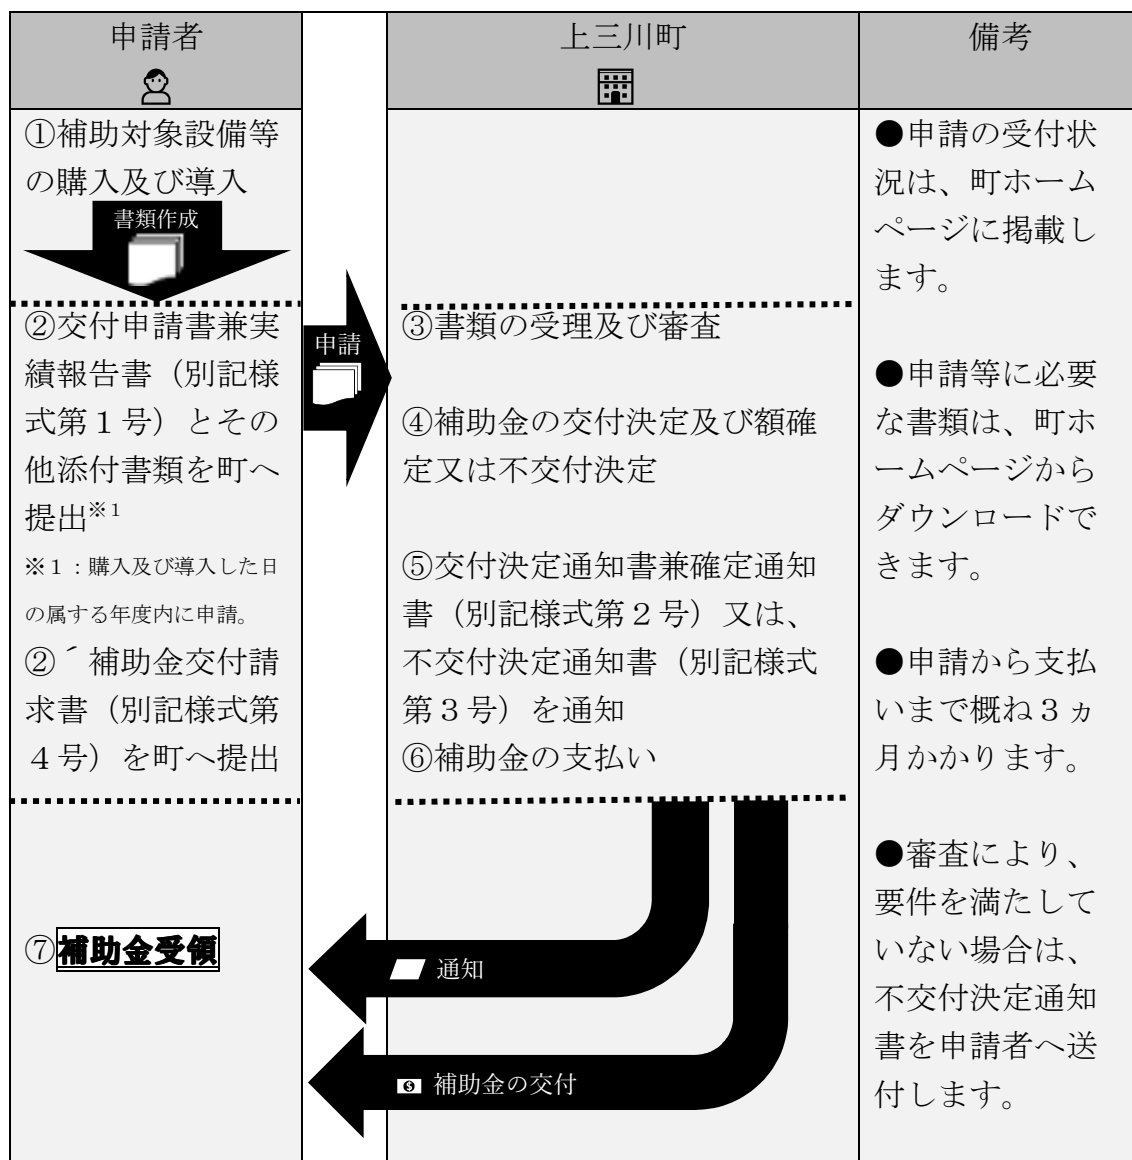 申請者
上三川町
備考
①補助対象設備等
の購入及び導入
書類作成
②交付申請書兼実
績報告書（別記様
式第１号）とその
他添付書類を町へ
提出※1
※１：購入及び導入した日
の属する年度内に申請。
②´補助金交付請
求書（別記様式第
４号）を町へ提出
⑦補助金受領
申請
③書類の受理及び審査
④補助金の交付決定及び額確
定又は不交付決定
⑤交付決定通知書兼確定通知
書（別記様式第２号）又は、
不交付決定通知書（別記様式
第３号）を通知
⑥補助金の支払い
通知
補助金の交付
●申請の受付状
況は、町ホーム
ページに掲載し
ます。
●申請等に必要
な書類は、町ホ
ームページから
ダウンロードで
きます。
●申請から支払
いまで概ね３ヵ
月かかります。
●審査により、
要件を満たして
いない場合は、
不交付決定通知
書を申請者へ送
付します。